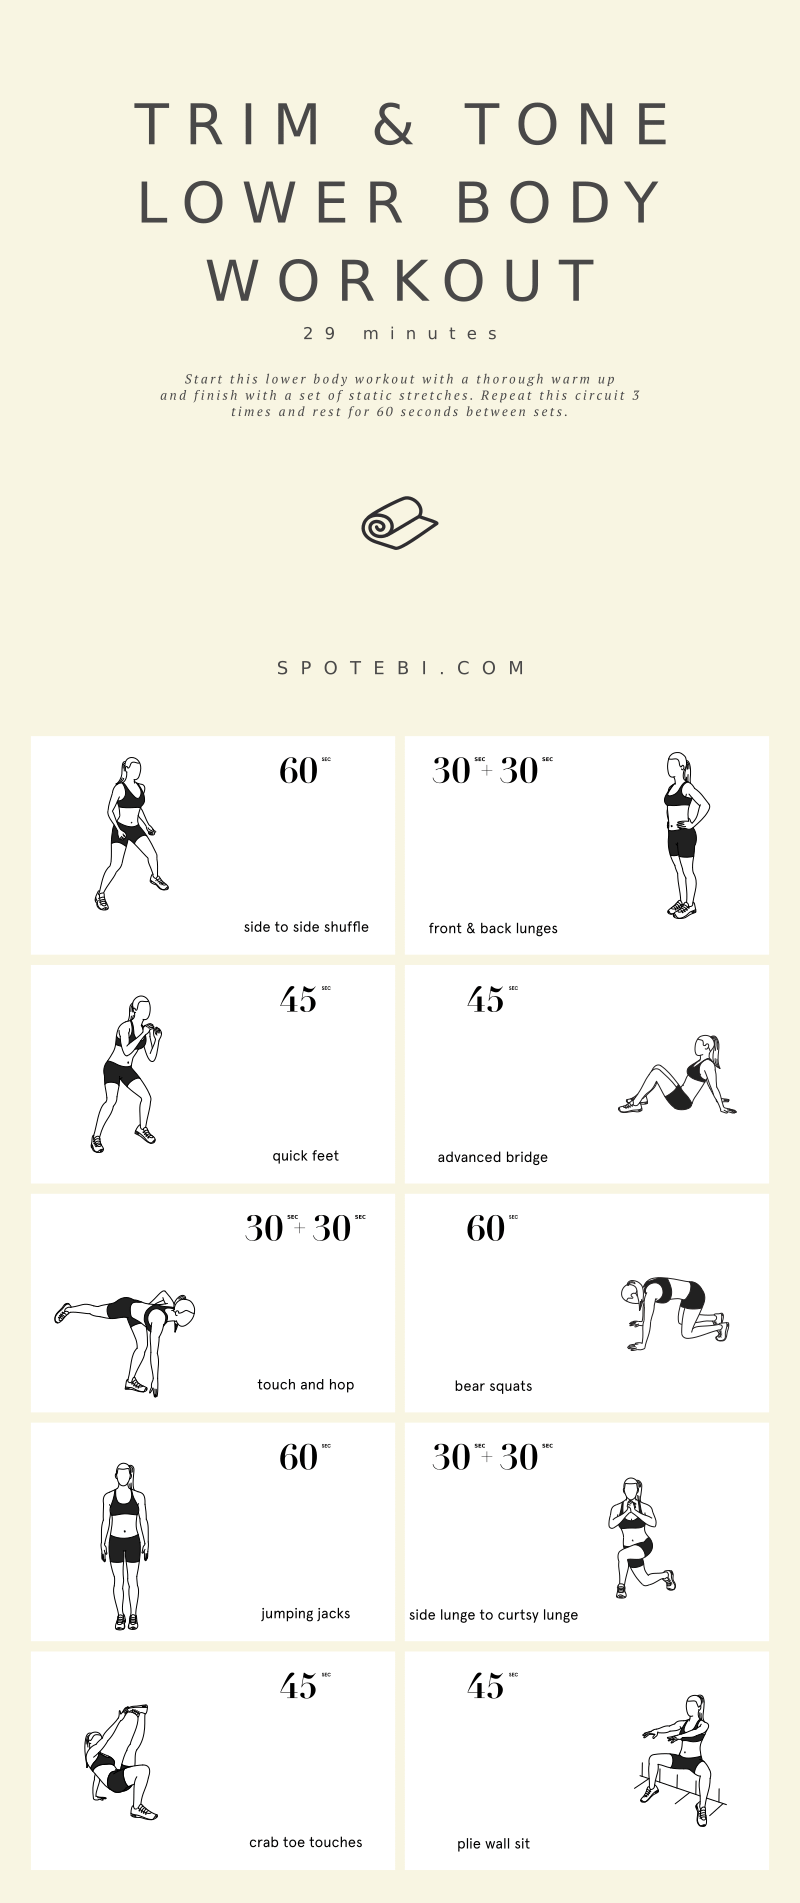 TRIM & TONE
LOWER BODY
WORKOUT
29 minutes
Start this lower body workout with a thorough warm up
and finish with a set of static stretches. Repeat this circuit 3
times and rest for 60 seconds between sets.
SPOTEBI.COM
60 SEC
side to side shuffle
30 SEC + 30 SEC
front & back lunges
45 SEC
quick feet
45 SEC
advanced bridge
30 SEC + 30 SEC
touch and hop
60 SEC
bear squats
60 SEC
jumping jacks
30 SEC + 30 SEC
side lunge to curtsy lunge
45 SEC
crab toe touches
45 SEC
plie wall sit